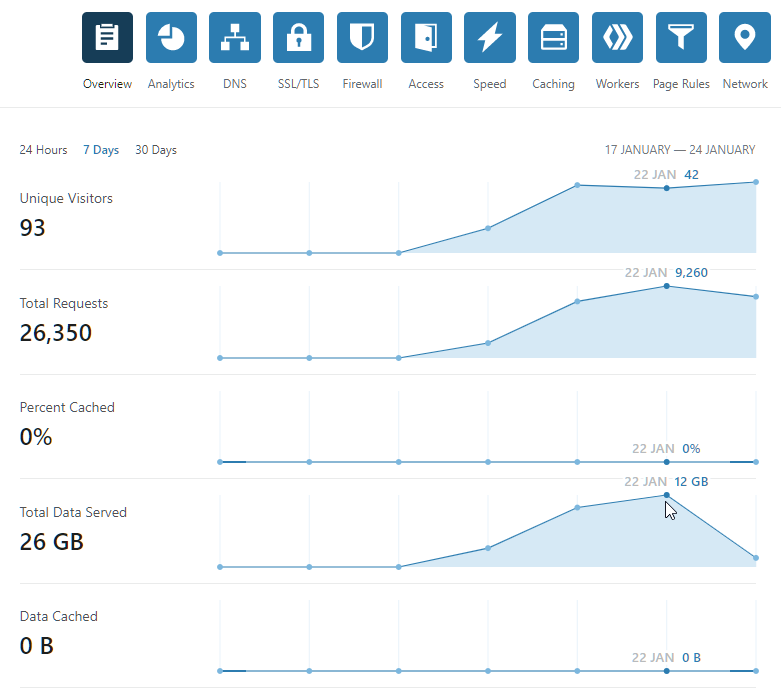 Overview Analytics DNS SSL/TLS Firewall Access Speed Caching Workers Page Rules Network
24 Hours 7 Days 30 Days 17 JANUARY — 24 JANUARY
22 JAN 42
Unique Visitors
93
22 JAN 9,260
Total Requests
26,350
Percent Cached
0%
22 JAN 0%
22 JAN 12 GB
Total Data Served
26 GB
Data Cached
0 B
22 JAN 0 B